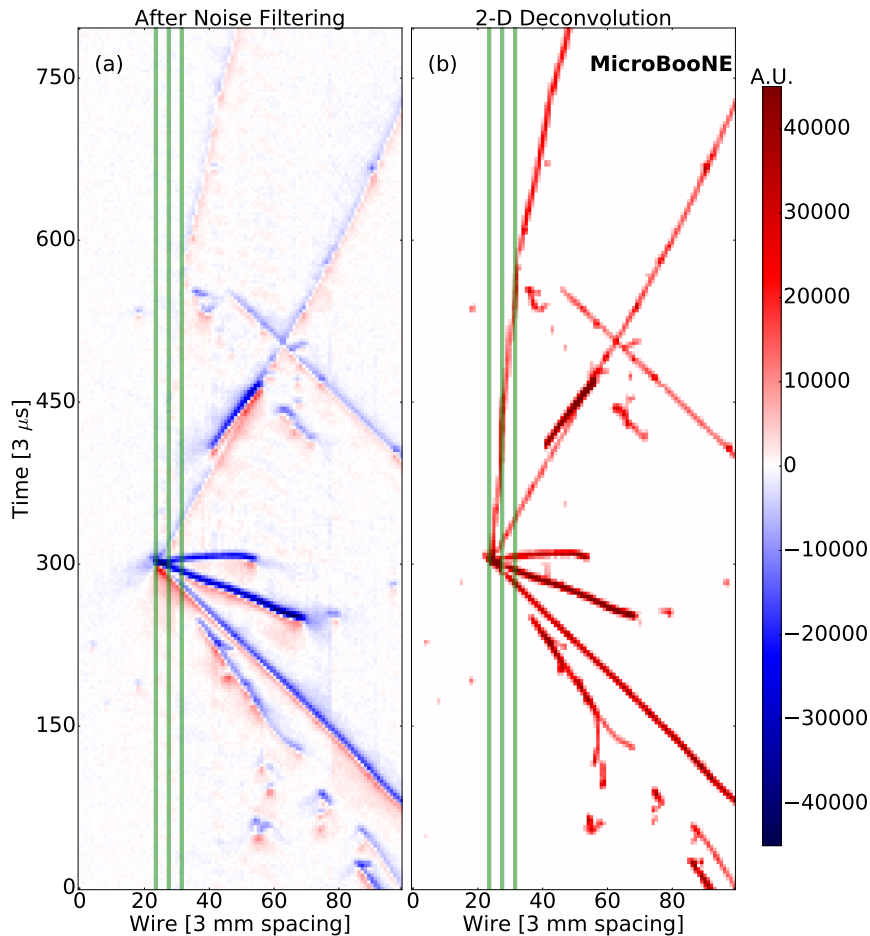 After Noise Filtering
2-D Deconvolution
(a)
(b)
MicroBooNE
A.U.
750
600
450
300
150
0
Time [3 μs]
0 20 40 60 80
0 20 40 60 80
Wire [3 mm spacing]
Wire [3 mm spacing]
40000
30000
20000
10000
0
−10000
−20000
−30000
−40000